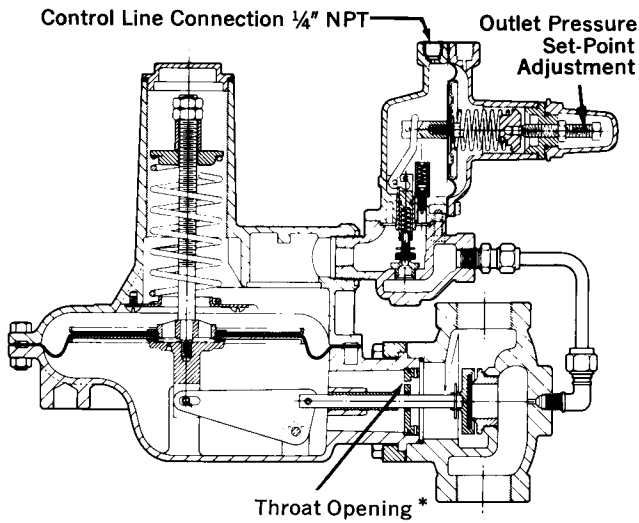 Control Line Connection ¼" NPT
Outlet Pressure
Set-Point
Adjustment
Throat Opening *